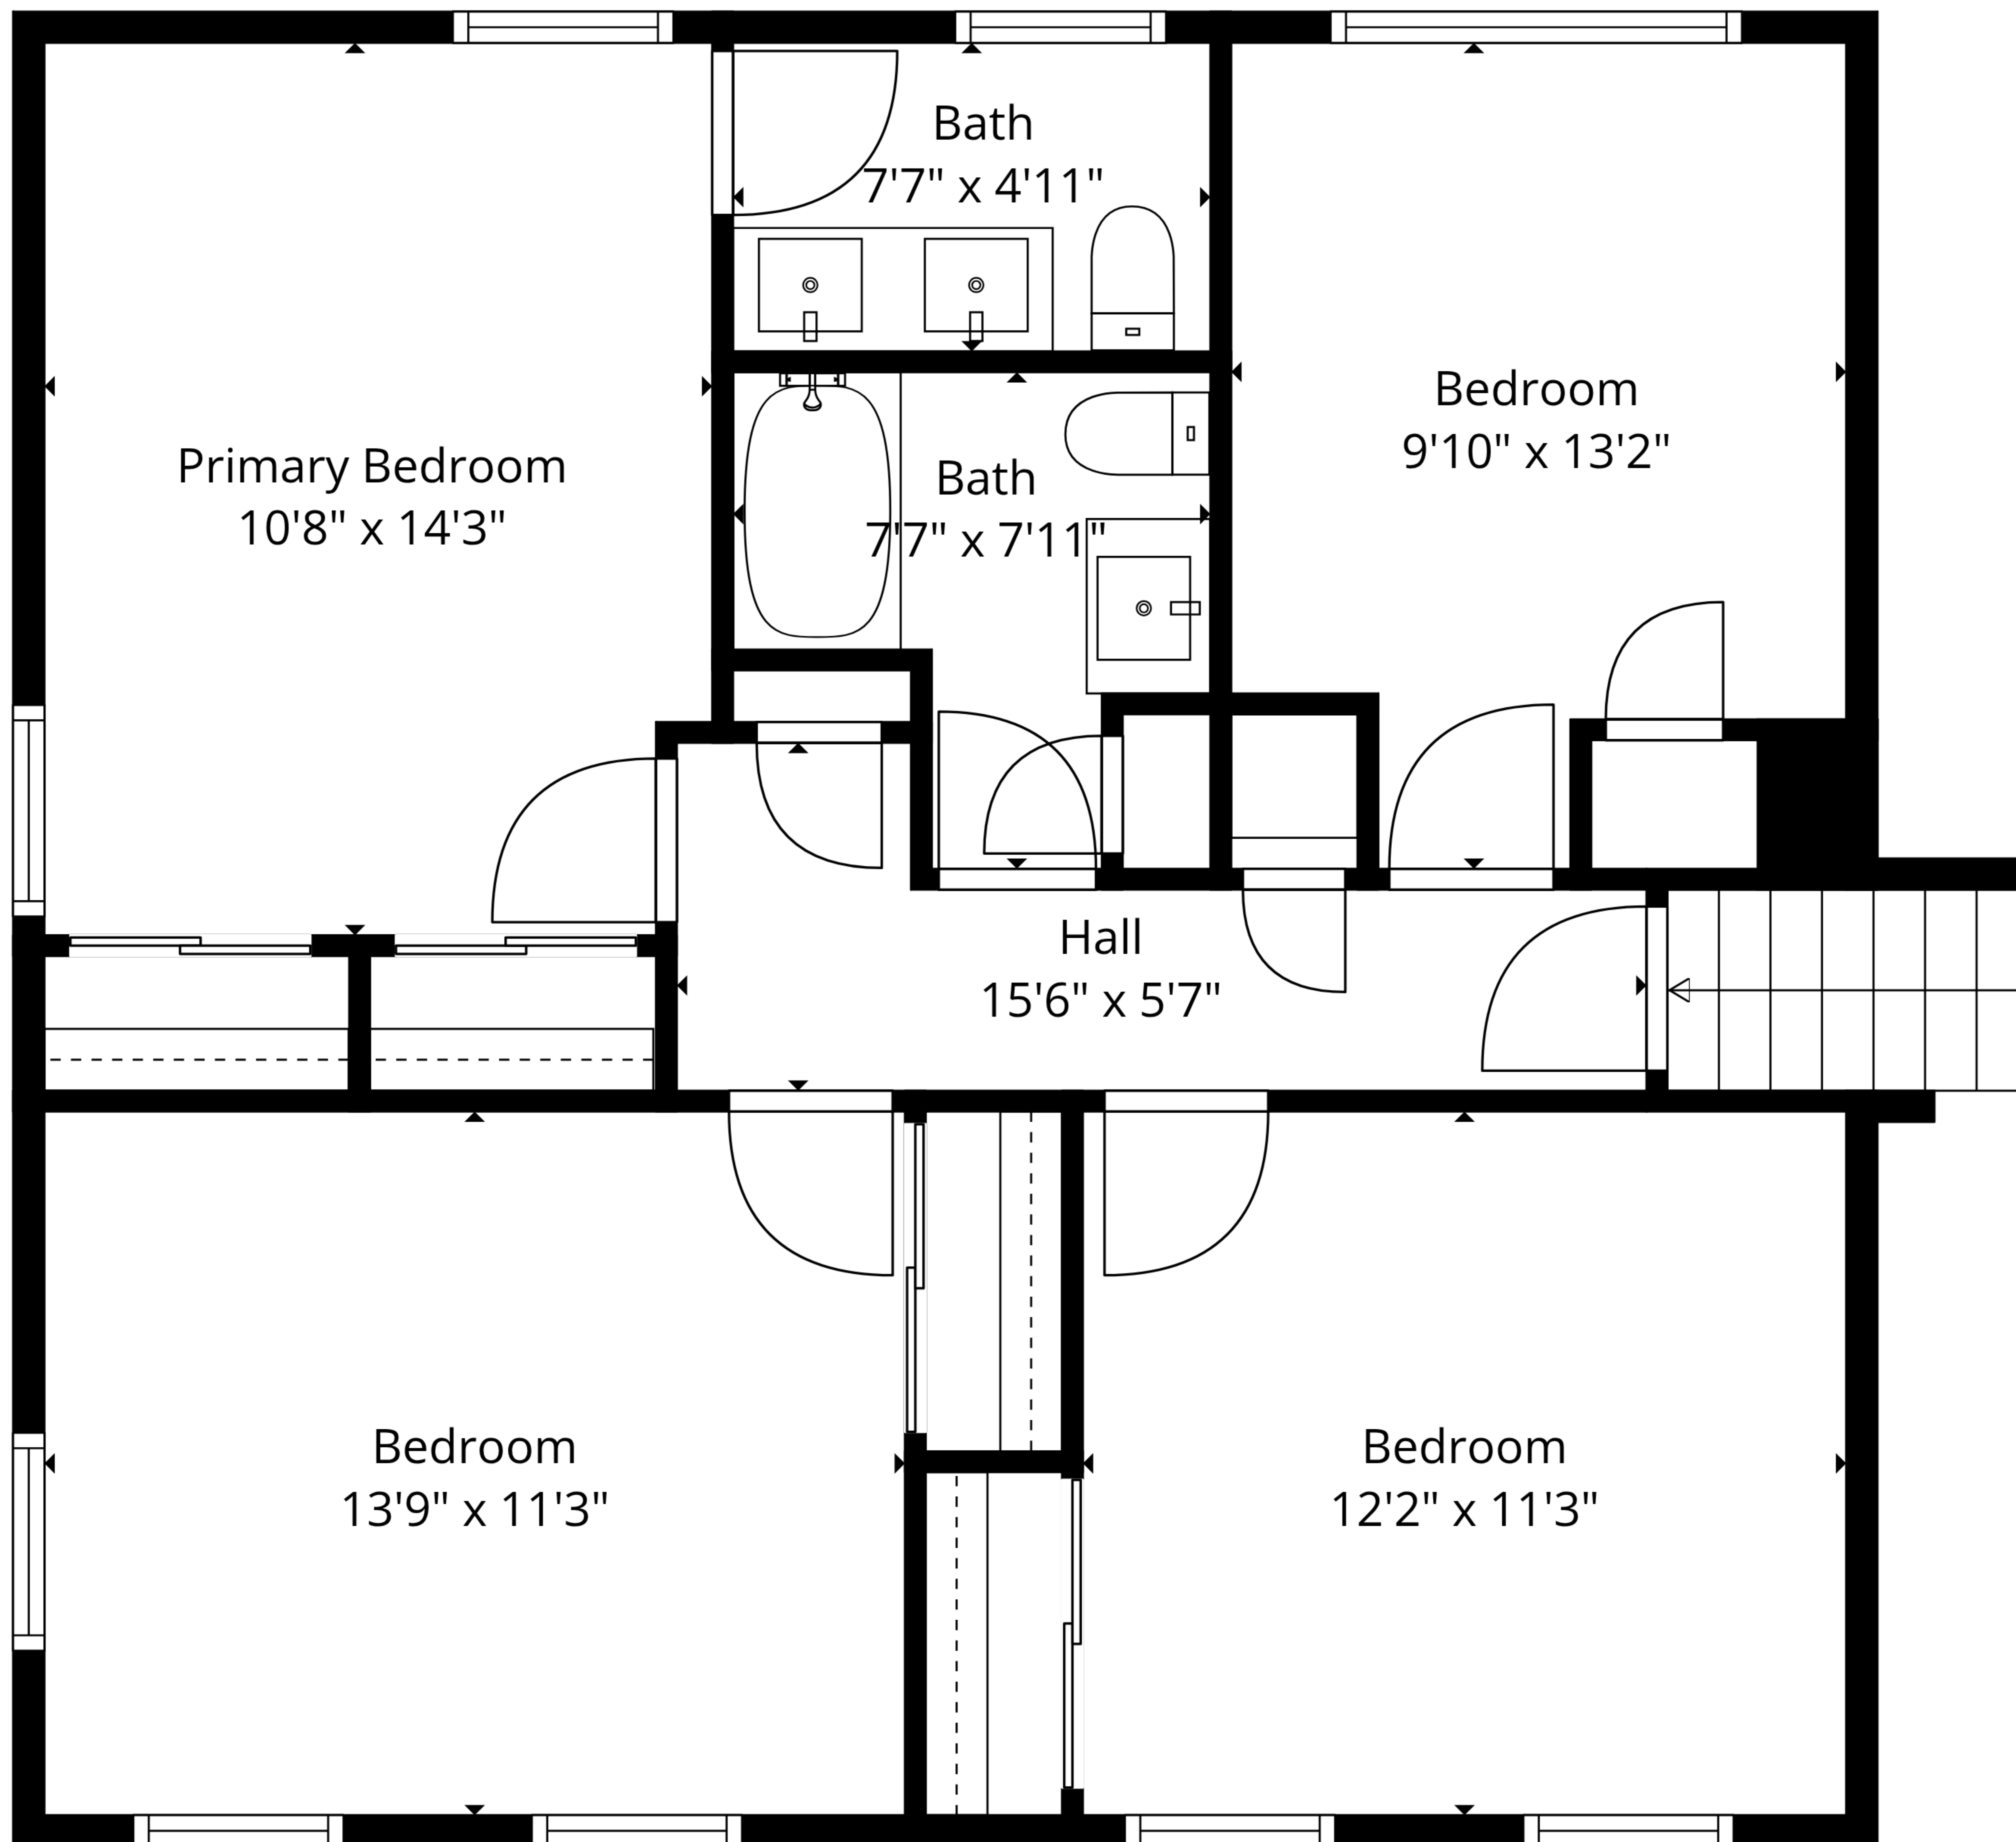 Bath
7'7" x 4'11"
Bedroom
9'10" x 13'2"
Primary Bedroom
10'8" x 14'3"
Bath
7'7" x 7'11"
Hall
15'6" x 5'7"
Bedroom
13'9" x 11'3"
Bedroom
12'2" x 11'3"